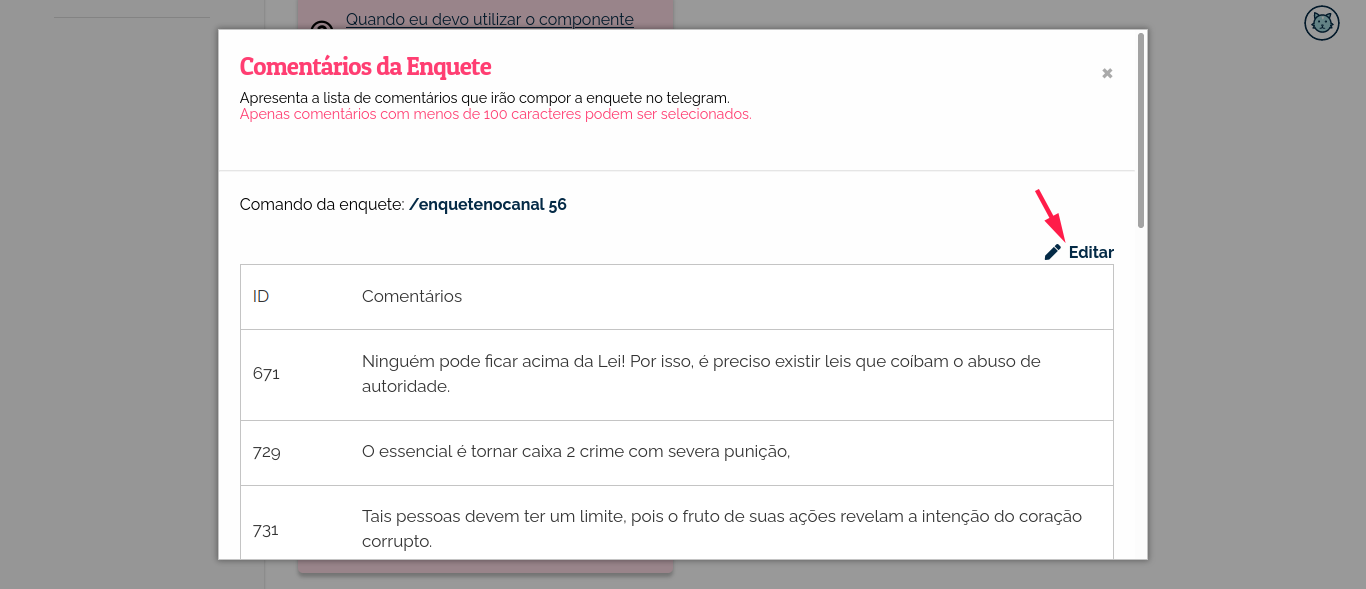 Quando eu devo utilizar o componente
Comentários da Enquete
Apresenta a lista de comentários que irão compor a enquete no telegram.
Apenas comentários com menos de 100 caracteres podem ser selecionados.
Comando da enquete: /enquetenocanal 56
Editar
ID Comentários
671 Ninguém pode ficar acima da Lei! Por isso, é preciso existir leis que coíbam o abuso de
autoridade.
729 O essencial é tornar caixa 2 crime com severa punição,
731 Tais pessoas devem ter um limite, pois o fruto de suas ações revelam a intenção do coração
corrupto.